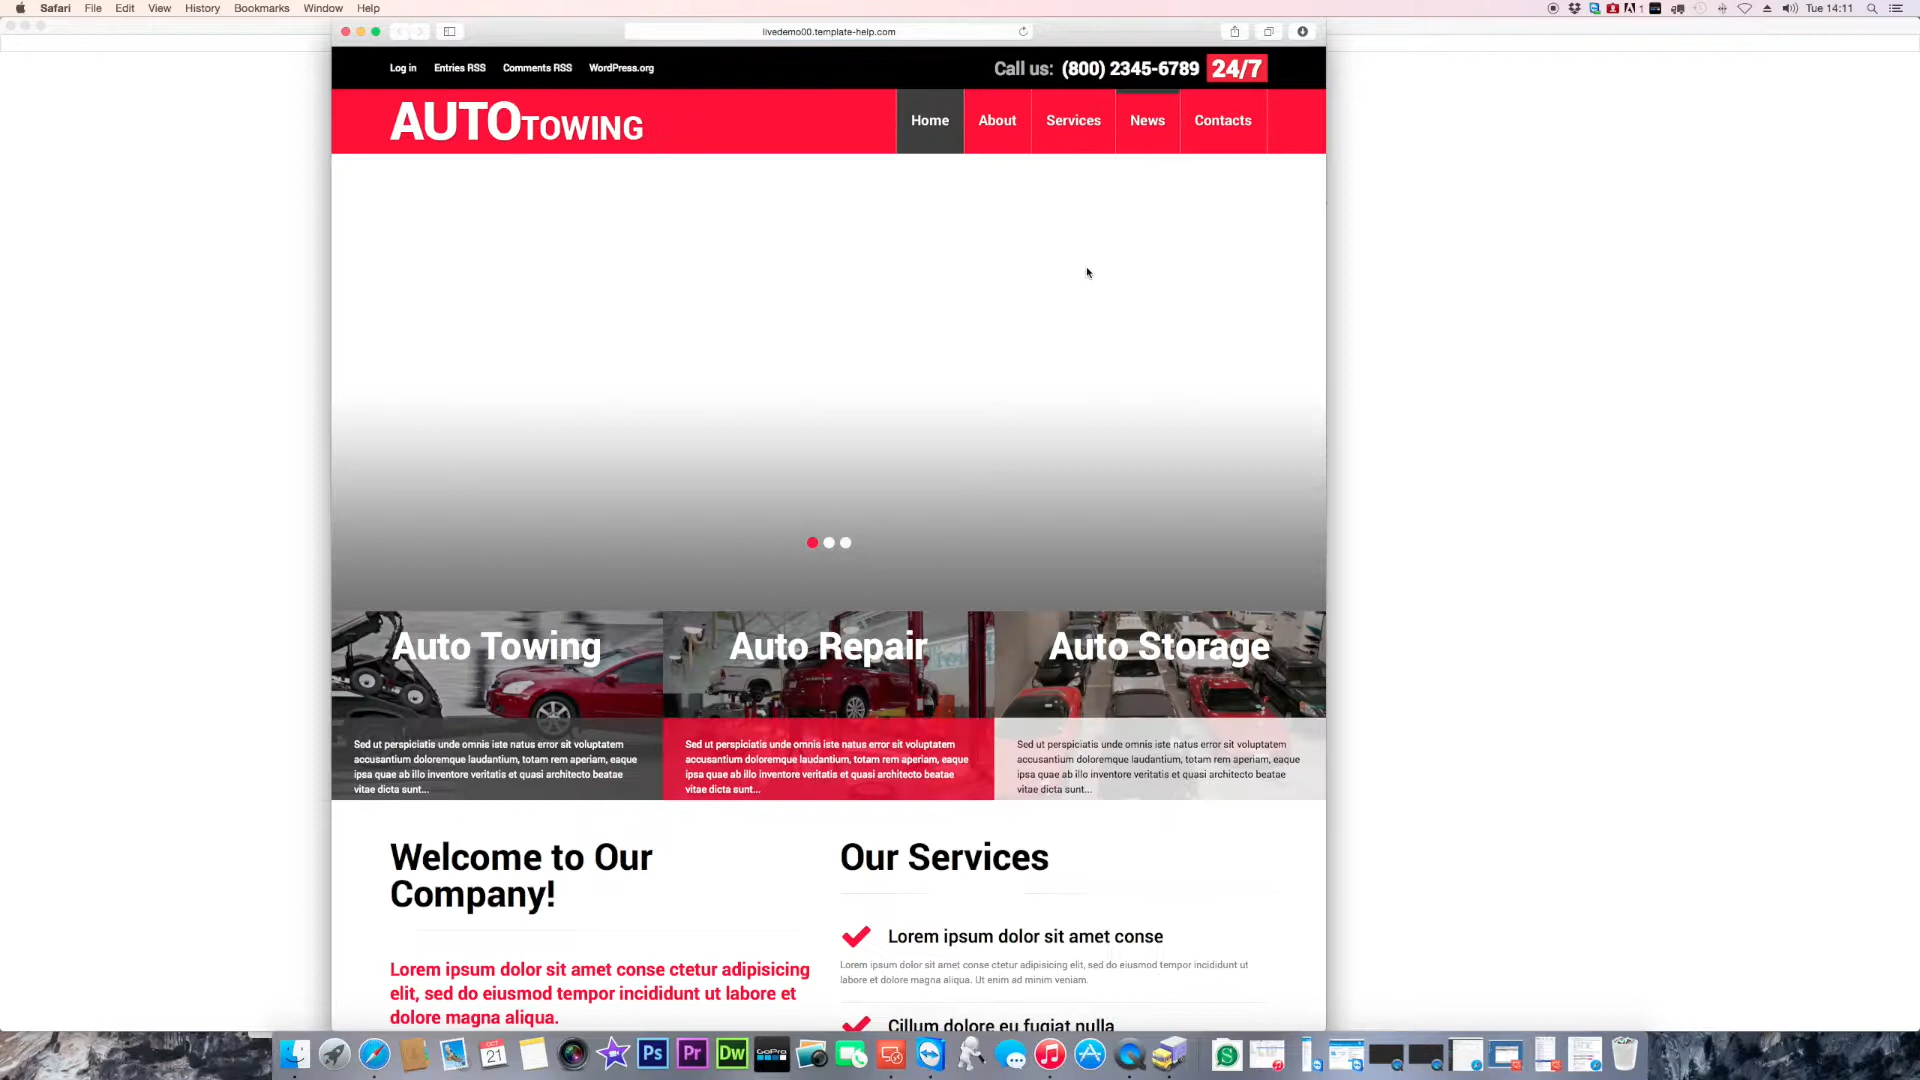 Safari File Edit View History Bookmarks Window Help
1 Tue 14:11
livedemo00.template-help.com
Log in Entries RSS Comments RSS WordPress.org
Call us: (800) 2345-6789 24/7
AUTOTOWING
Home About Services News Contacts
Auto Towing
Sed ut perspiciatis unde omnis iste natus error sit voluptatem
accusantium doloremque laudantium, totam rem aperiam, eaque
ipsa quae ab illo inventore veritatis et quasi architecto beatae
vitae dicta sunt...
Auto Repair
Sed ut perspiciatis unde omnis iste natus error sit voluptatem
accusantium doloremque laudantium, totam rem aperiam, eaque
ipsa quae ab illo inventore veritatis et quasi architecto beatae
vitae dicta sunt...
Auto Storage
Sed ut perspiciatis unde omnis iste natus error sit voluptatem
accusantium doloremque laudantium, totam rem aperiam, eaque
ipsa quae ab illo inventore veritatis et quasi architecto beatae
vitae dicta sunt...
Welcome to Our
Company!
Lorem ipsum dolor sit amet conse ctetur adipisicing
elit, sed do eiusmod tempor incididunt ut labore et
dolore magna aliqua.
Our Services
Lorem ipsum dolor sit amet conse
Lorem ipsum dolor sit amet conse ctetur adipisicing elit, sed do eiusmod tempor incididunt ut
labore et dolore magna aliqua. Ut enim ad minim veniam.
Cillum dolore eu fugiat nulla
OCT
21
Ps Pr Dw GoPro
S